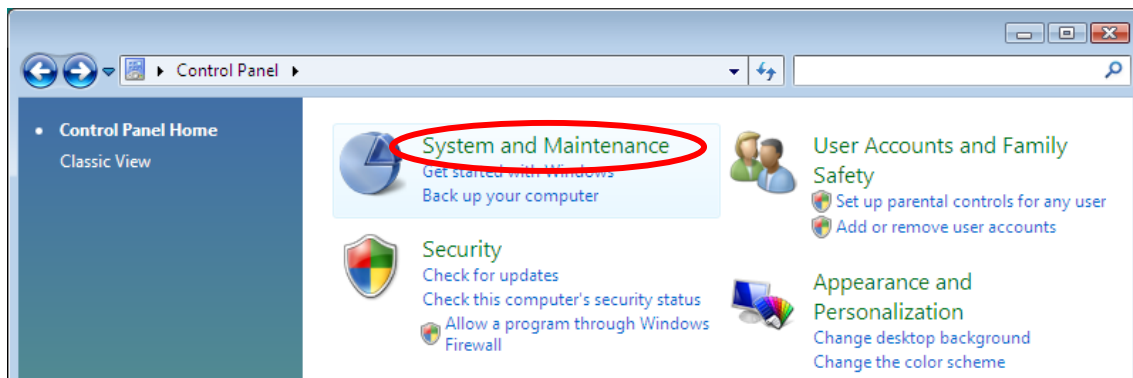 Control Panel
Control Panel Home
Classic View
System and Maintenance
Get started with Windows
Back up your computer
Security
Check for updates
Check this computer's security status
Allow a program through Windows
Firewall
User Accounts and Family
Safety
Set up parental controls for any user
Add or remove user accounts
Appearance and
Personalization
Change desktop background
Change the color scheme